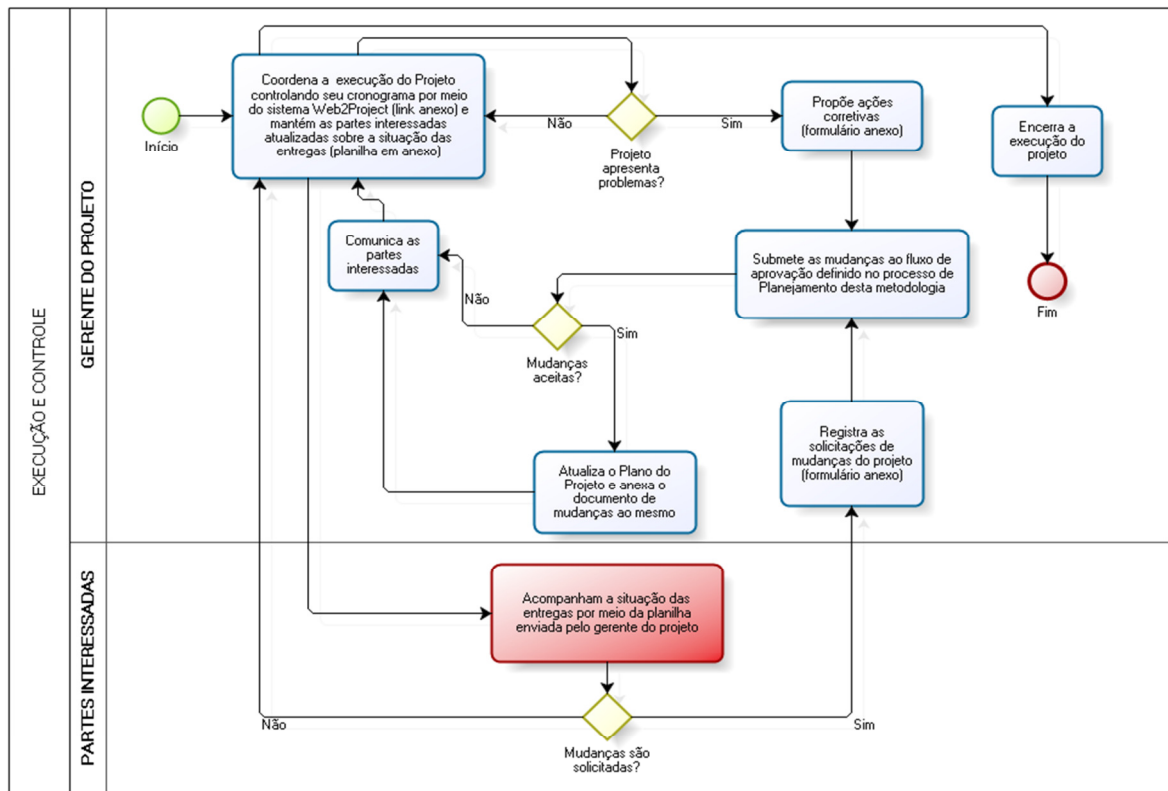 EXECUÇÃO E CONTROLE
GERENTE DO PROJETO
Início
Coordena a execução do Projeto
controlando seu cronograma por meio
do sistema Web2Project (link anexo) e
mantém as partes interessadas
atualizadas sobre a situação das
entregas (planilha em anexo)
Não
Projeto
apresenta
problemas?
Sim
Propõe ações
corretivas
(formulário anexo)
Encerra a
execução do
projeto
Fim
Comunica as
partes
interessadas
Submete as mudanças ao fluxo de
aprovação definido no processo de
Planejamento desta metodologia
Não
Mudanças
aceitas?
Sim
Atualiza o Plano do
Projeto e anexa o
documento de
mudanças ao mesmo
Registra as
solicitações de
mudanças do projeto
(formulário anexo)
PARTES INTERESSADAS
Acompanham a situação das
entregas por meio da planilha
enviada pelo gerente do projeto
Não
Mudanças são
solicitadas?
Sim